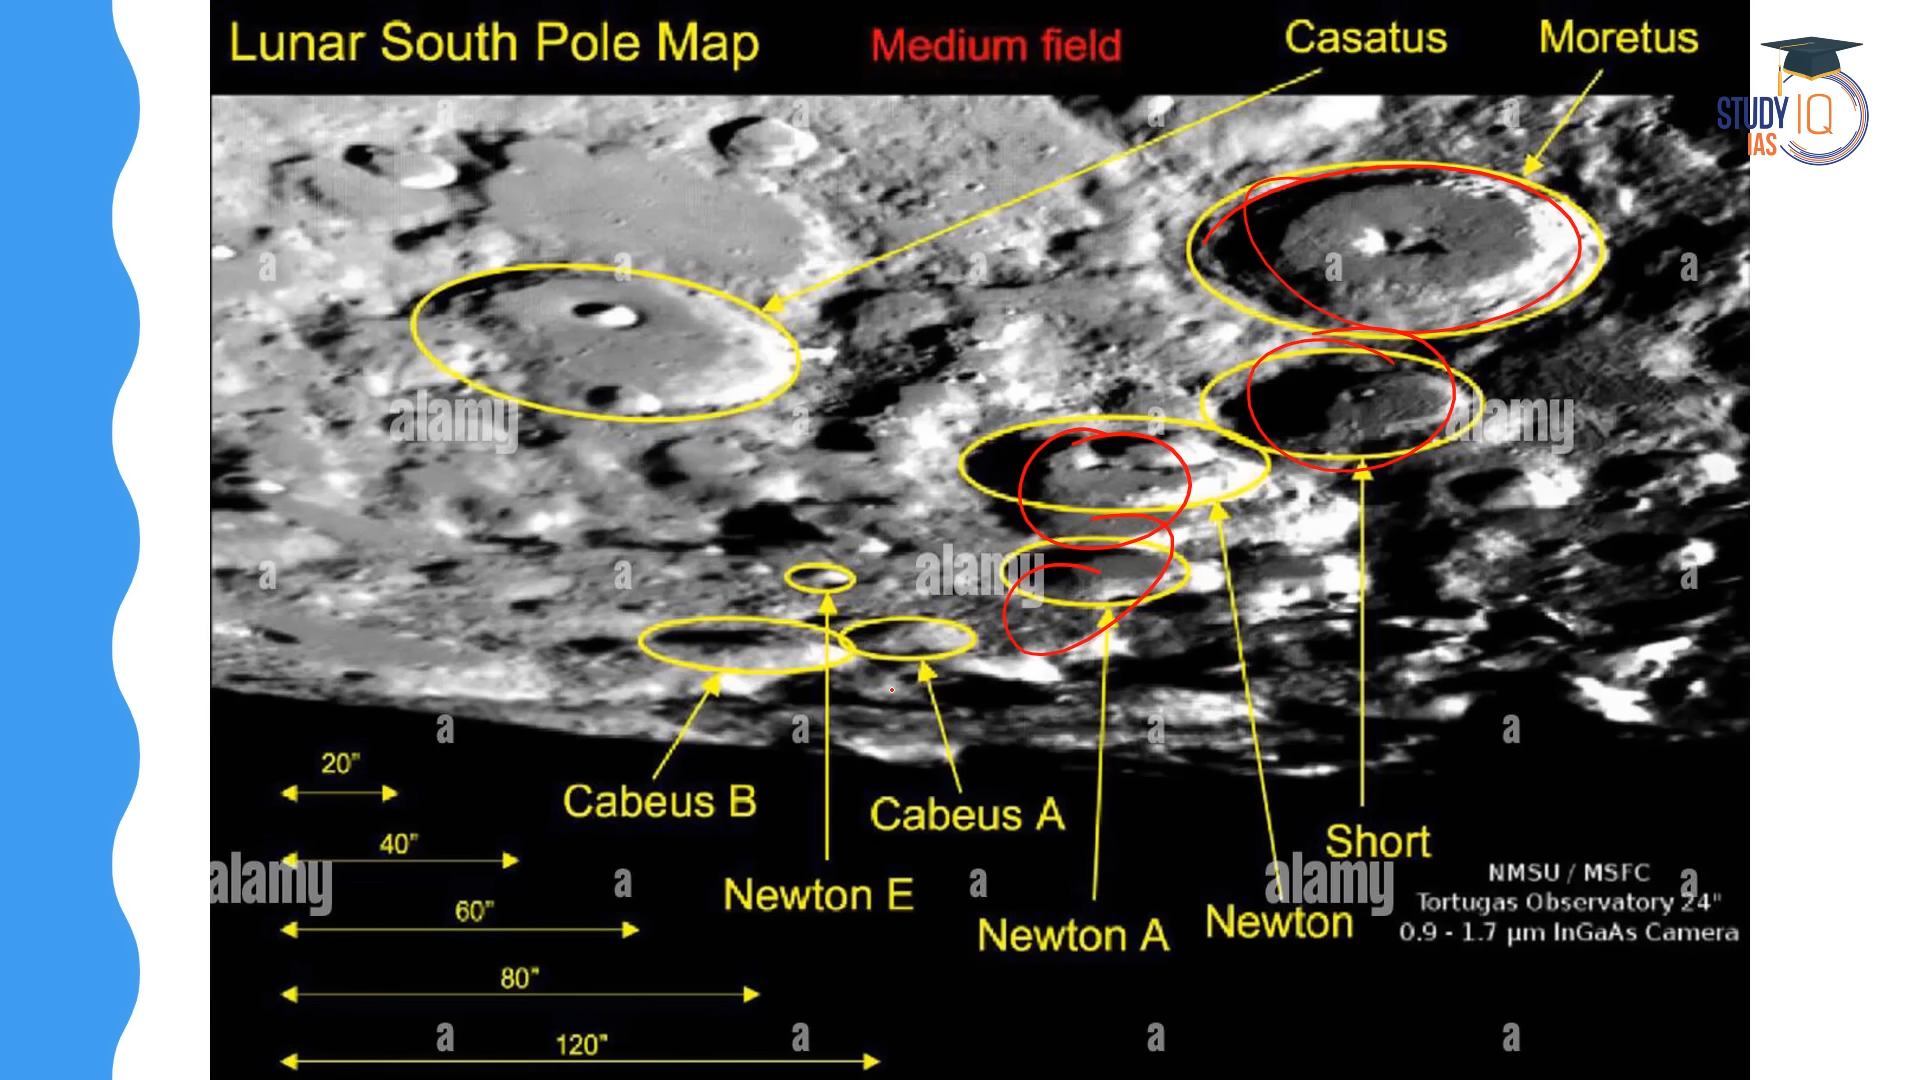 Lunar South Pole Map
Medium field
Casatus
Moretus
STUDY IQ
IAS
a
a
a
a
a
a
a
a
a
alamy
a
a
alamy
alamy
a
a
a
a
a
a
a
20"
Cabeus B
Cabeus A
40"
Short
alamy
a
a
alamy
a
NMSU / MSFC
Newton E
60"
Newton A
Newton
Tortugas Observatory 24"
0.9 - 1.7 µm InGaAs Camera
80"
120"
a
a
a
a